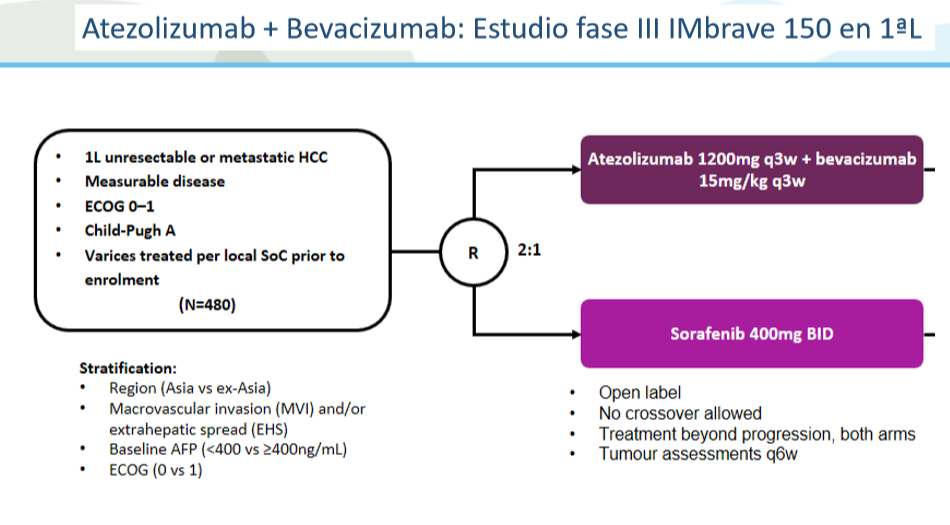 Atezolizumab + Bevacizumab: Estudio fase III IMbrave 150 en 1ªL
• 1L unresectable or metastatic HCC
• Measurable disease
• ECOG 0–1
• Child-Pugh A
• Varices treated per local SoC prior to
enrolment
(N=480)
R
2:1
Atezolizumab 1200mg q3w + bevacizumab
15mg/kg q3w
Sorafenib 400mg BID
Stratification:
• Region (Asia vs ex-Asia)
• Macrovascular invasion (MVI) and/or
extrahepatic spread (EHS)
• Baseline AFP (<400 vs ≥400ng/mL)
• ECOG (0 vs 1)
• Open label
• No crossover allowed
• Treatment beyond progression, both arms
• Tumour assessments q6w